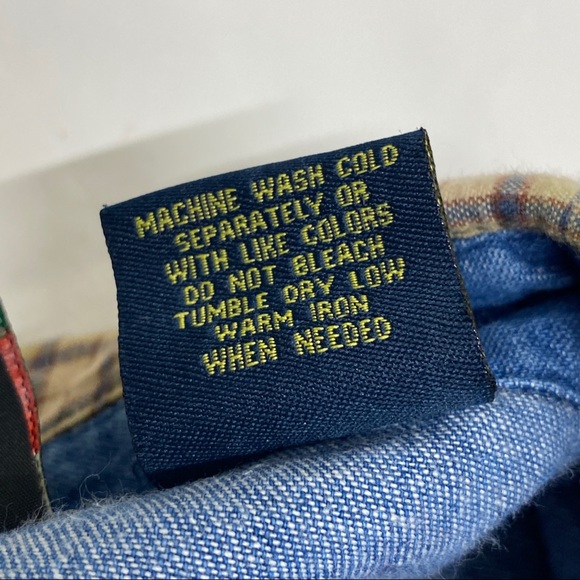 MACHINE WASH COLD
SEPARATELY OR
WITH LIKE COLORS
DO NOT BLEACH
TUMBLE DRY LOW
WARM IRON
WHEN NEEDED